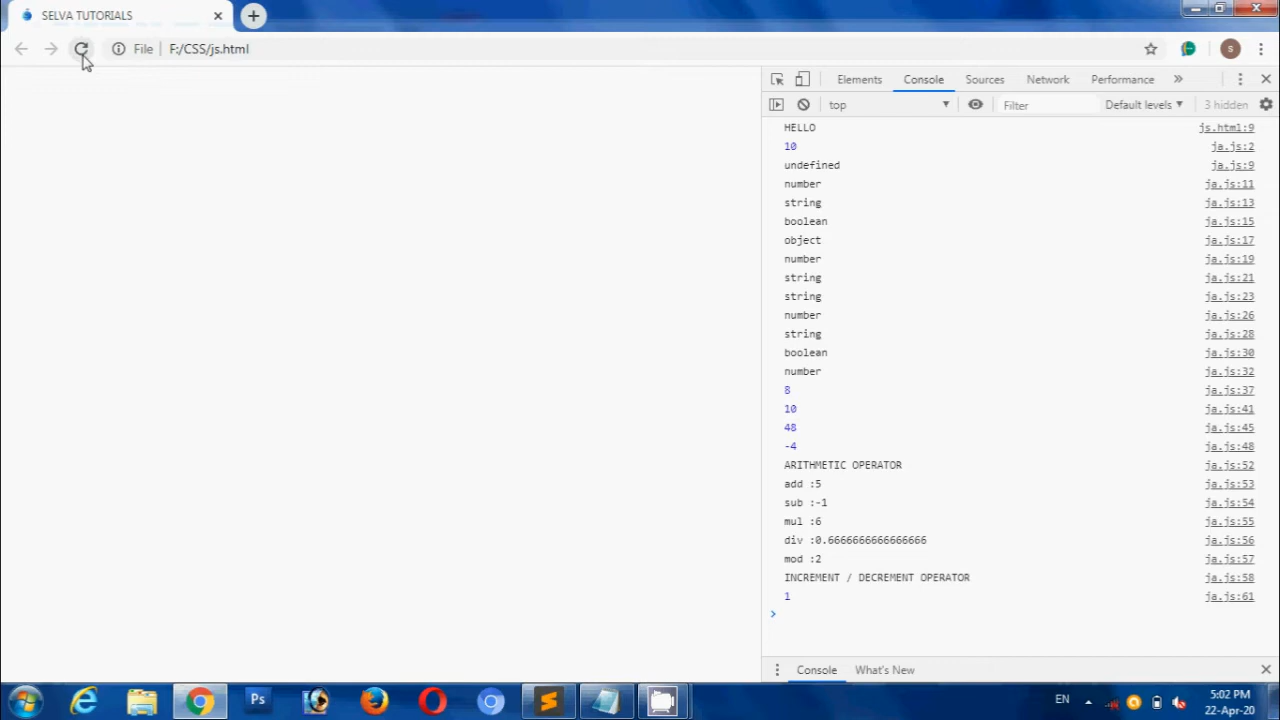 SELVA TUTORIALS
File F:/CSS/js.html s
Elements Console Sources Network Performance »
top Filter Default levels 3 hidden
HELLO js.html:9
10 ja.js:2
undefined ja.js:9
number ja.js:11
string ja.js:13
boolean ja.js:15
object ja.js:17
number ja.js:19
string ja.js:21
string ja.js:23
number ja.js:26
string ja.js:28
boolean ja.js:30
number ja.js:32
8 ja.js:37
10 ja.js:41
48 ja.js:45
-4 ja.js:48
ARITHMETIC OPERATOR ja.js:52
add :5 ja.js:53
sub :-1 ja.js:54
mul :6 ja.js:55
div :0.6666666666666666 ja.js:56
mod :2 ja.js:57
INCREMENT / DECREMENT OPERATOR ja.js:58
1 ja.js:61
Console What's New
Ps EN 5:02 PM
22-Apr-20